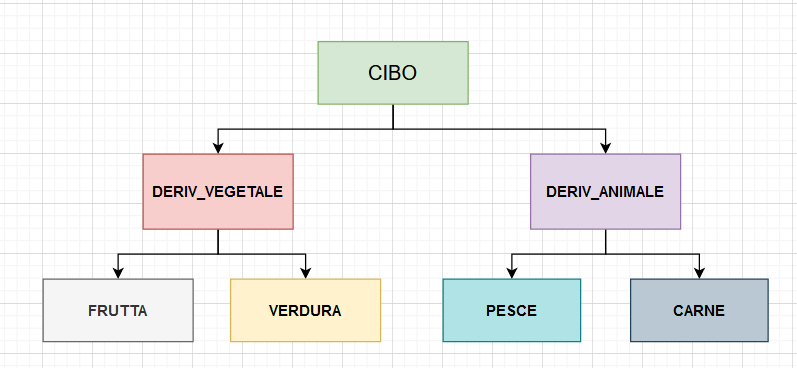 CIBO
DERIV_VEGETALE
DERIV_ANIMALE
FRUTTA
VERDURA
PESCE
CARNE